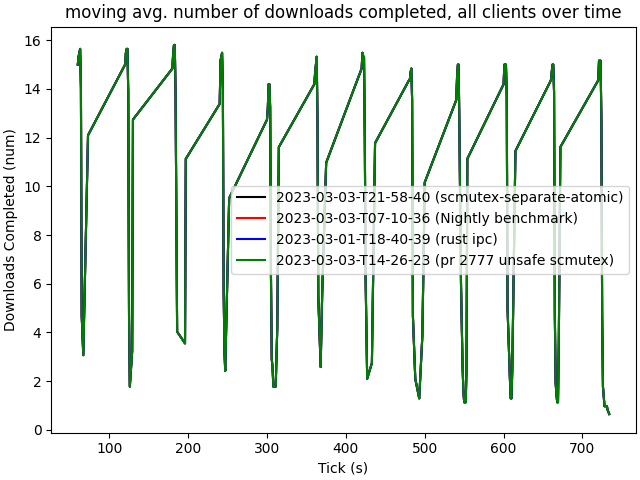 moving avg. number of downloads completed, all clients over time
Downloads Completed (num)
16
14
12
10
8
6
4
2
0
2023-03-03-T21-58-40 (scmutex-separate-atomic)
2023-03-03-T07-10-36 (Nightly benchmark)
2023-03-01-T18-40-39 (rust ipc)
2023-03-03-T14-26-23 (pr 2777 unsafe scmutex)
100 200 300 400 500 600 700
Tick (s)